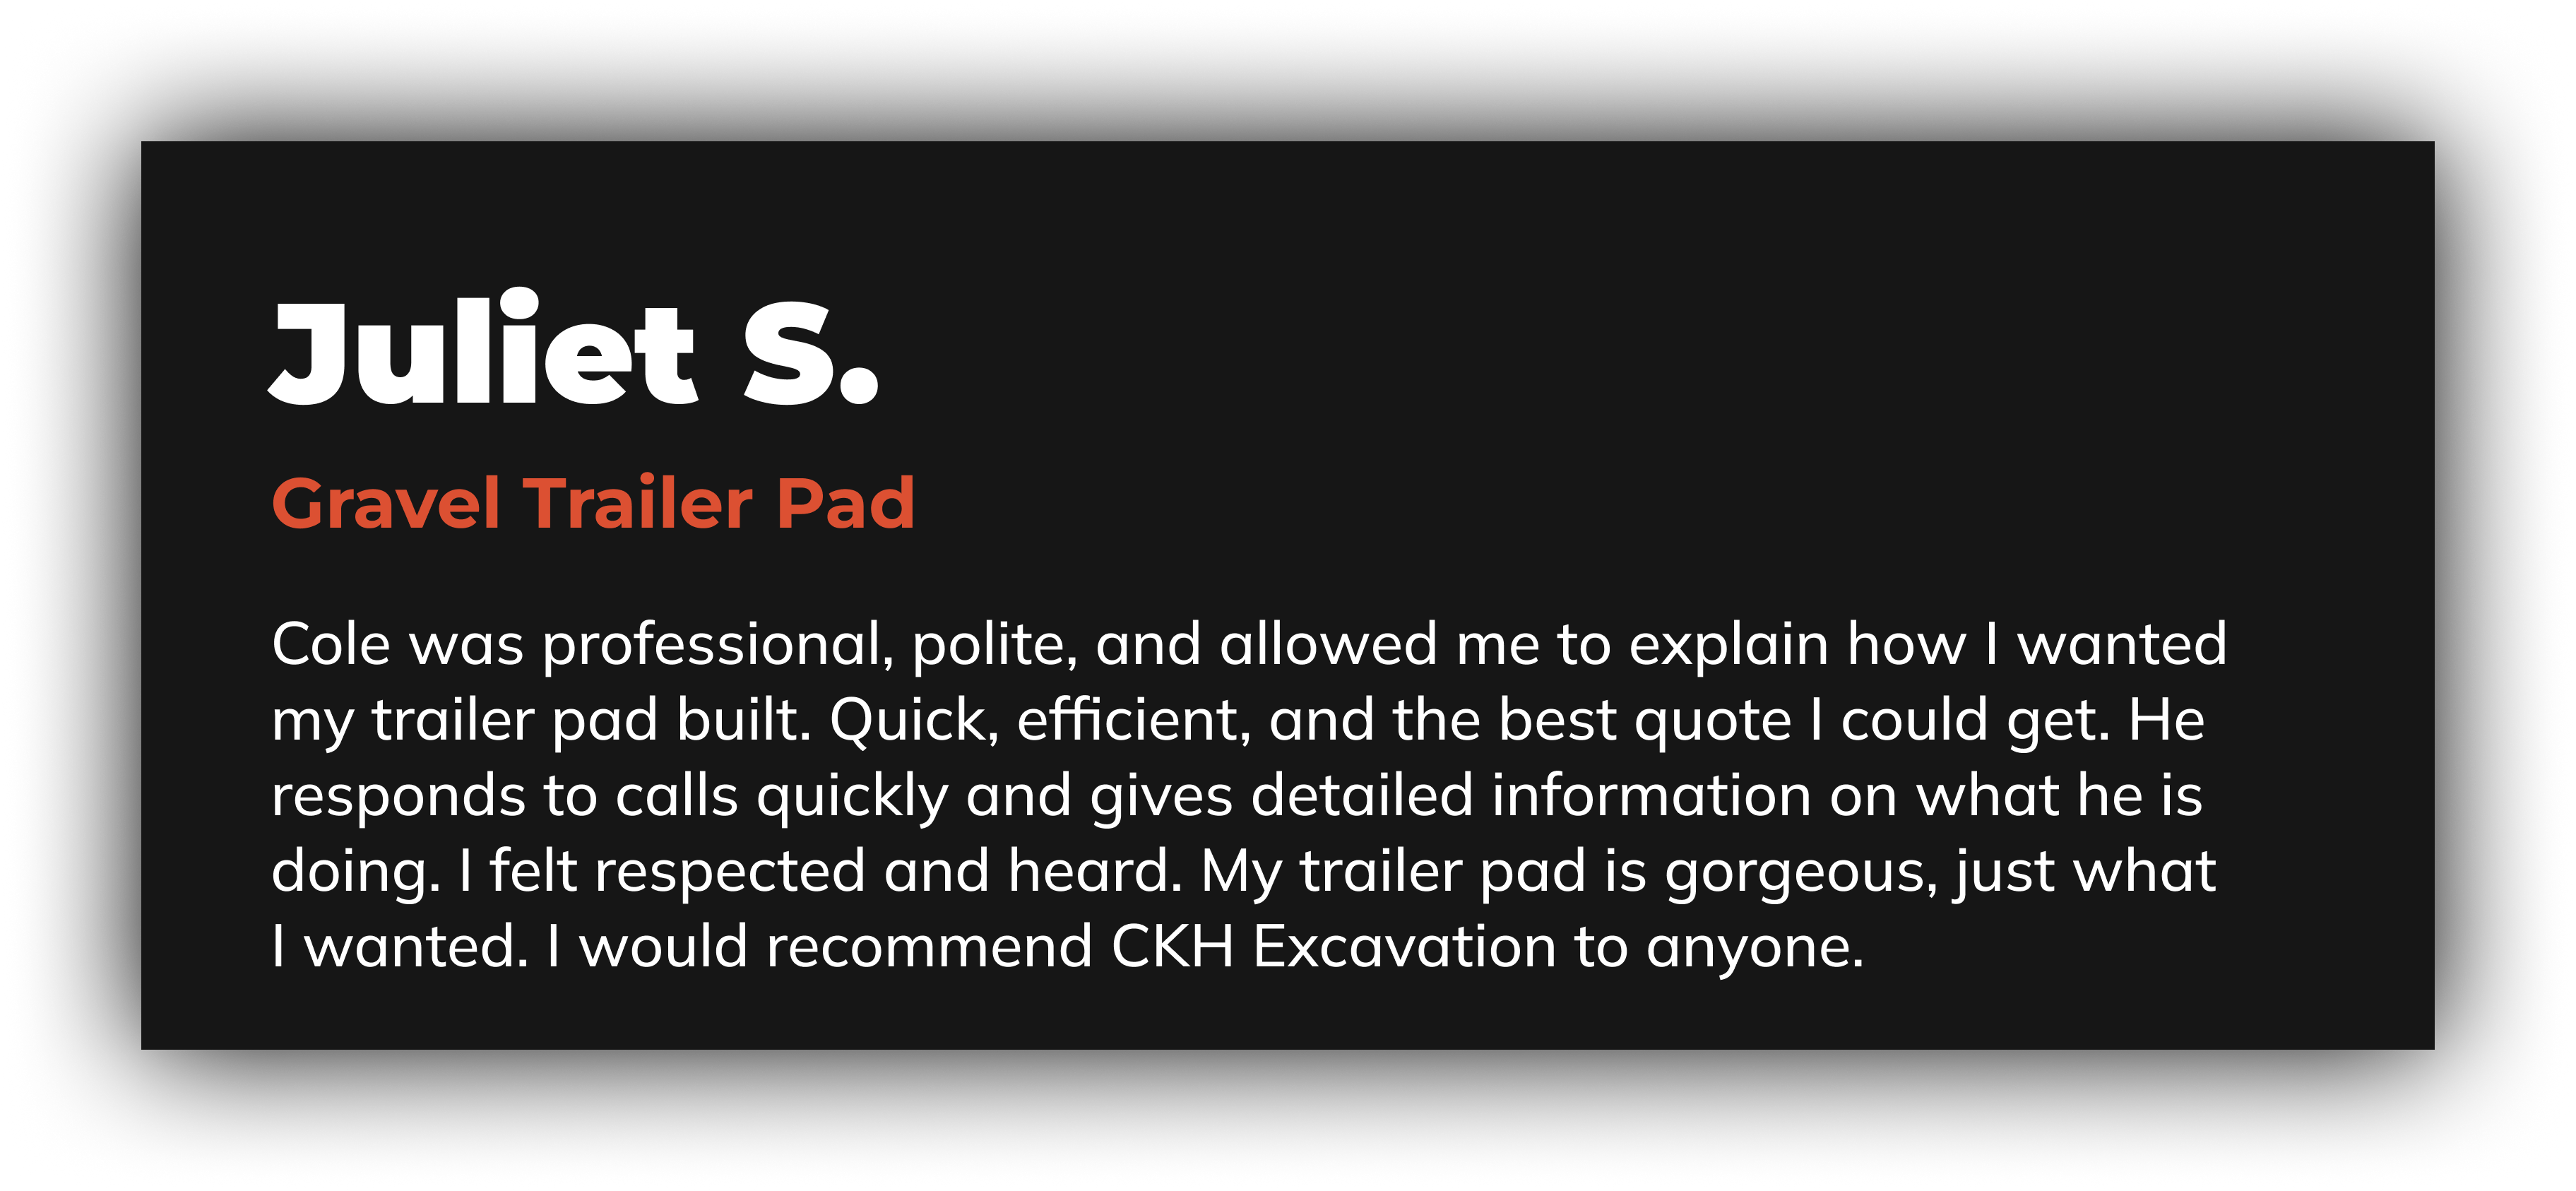 Juliet S.
Gravel Trailer Pad
Cole was professional, polite, and allowed me to explain how I wanted
my trailer pad built. Quick, efficient, and the best quote I could get. He
responds to calls quickly and gives detailed information on what he is
doing. I felt respected and heard. My trailer pad is gorgeous, just what
I wanted. I would recommend CKH Excavation to anyone.